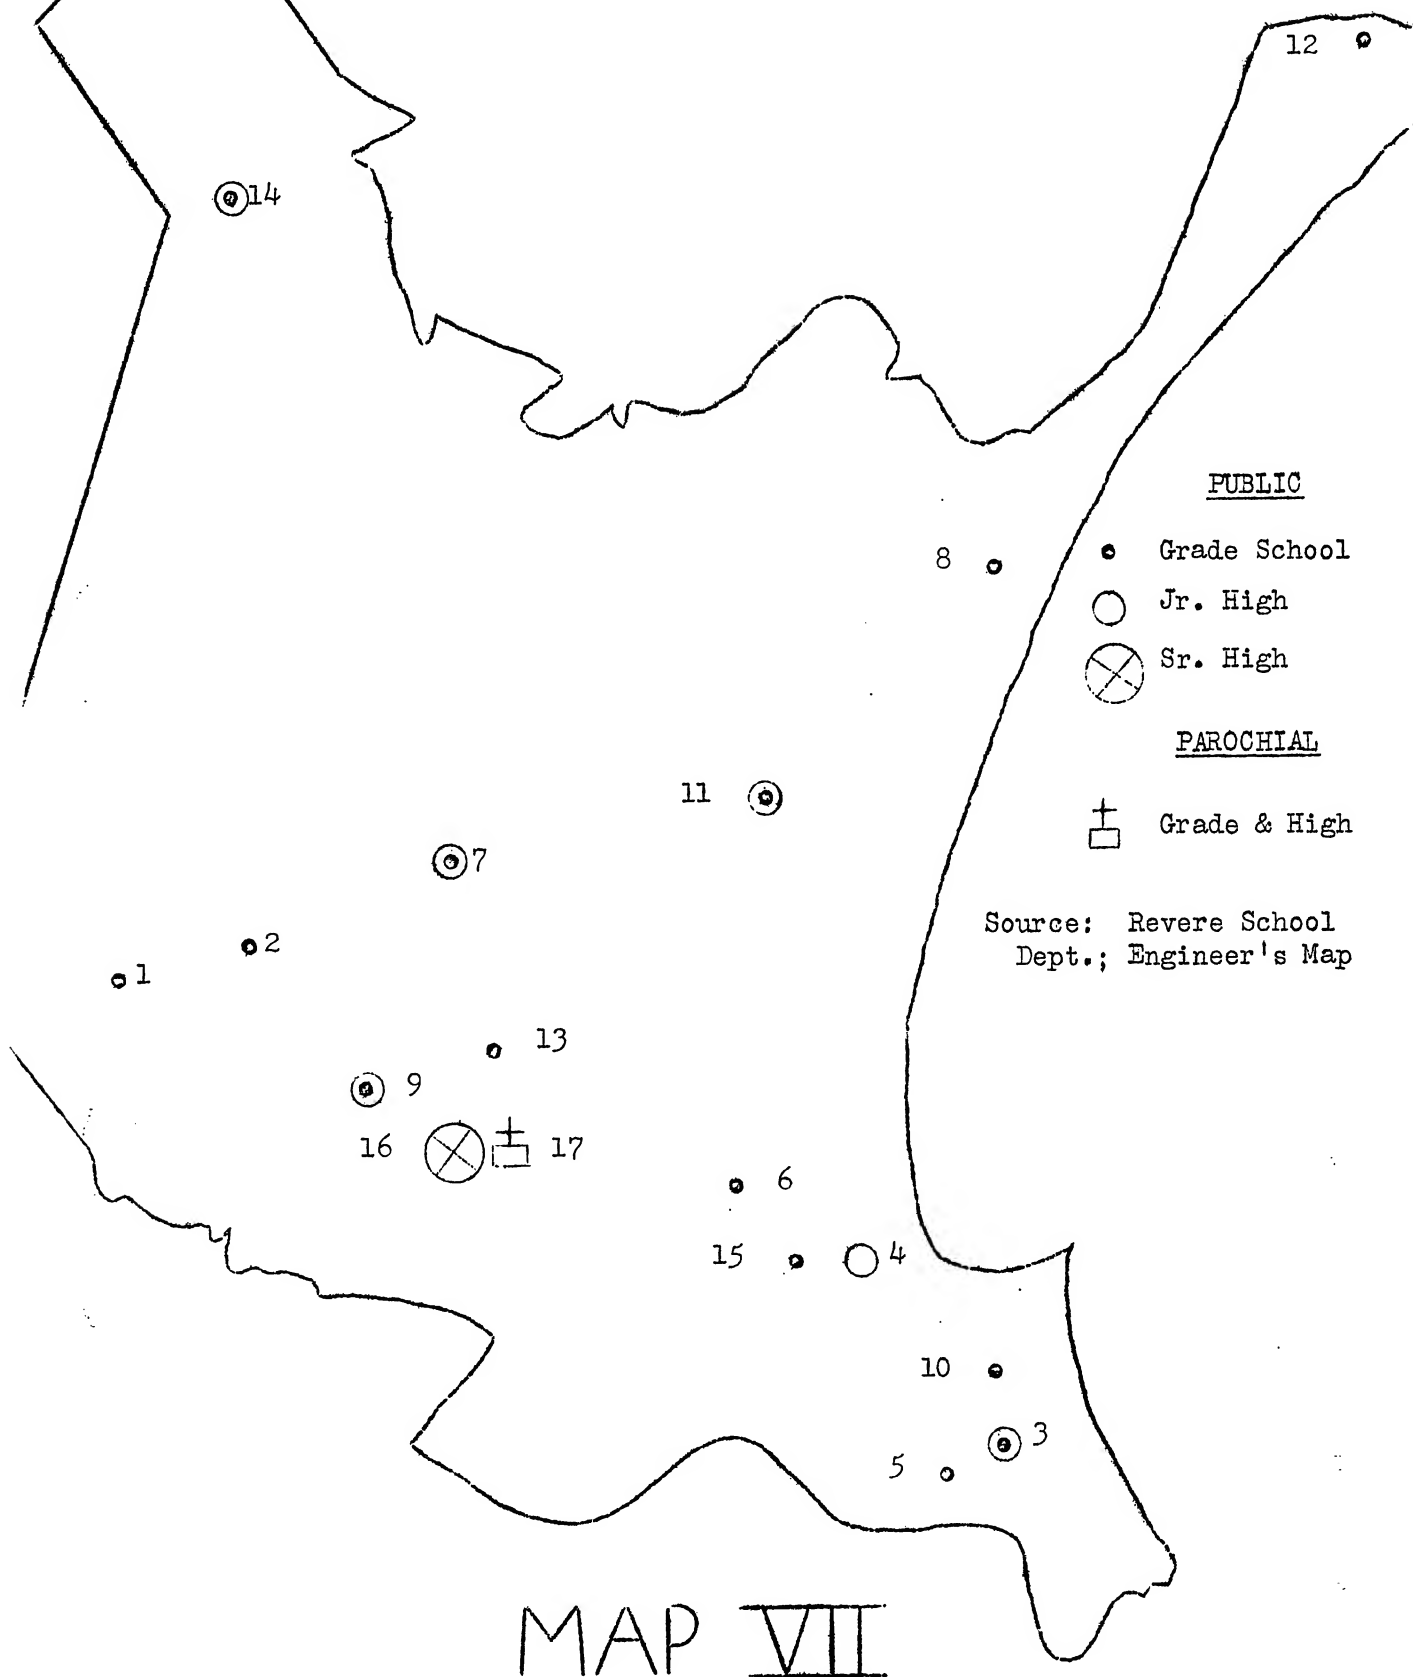 12
14
PUBLIC
8
Grade School
Jr. High
Sr. High
PAROCHIAL
11
Grade & High
7
Source: Revere School
Dept.; Engineer's Map
2
1
13
9
16
17
6
15
4
10
3
5
MAP VII